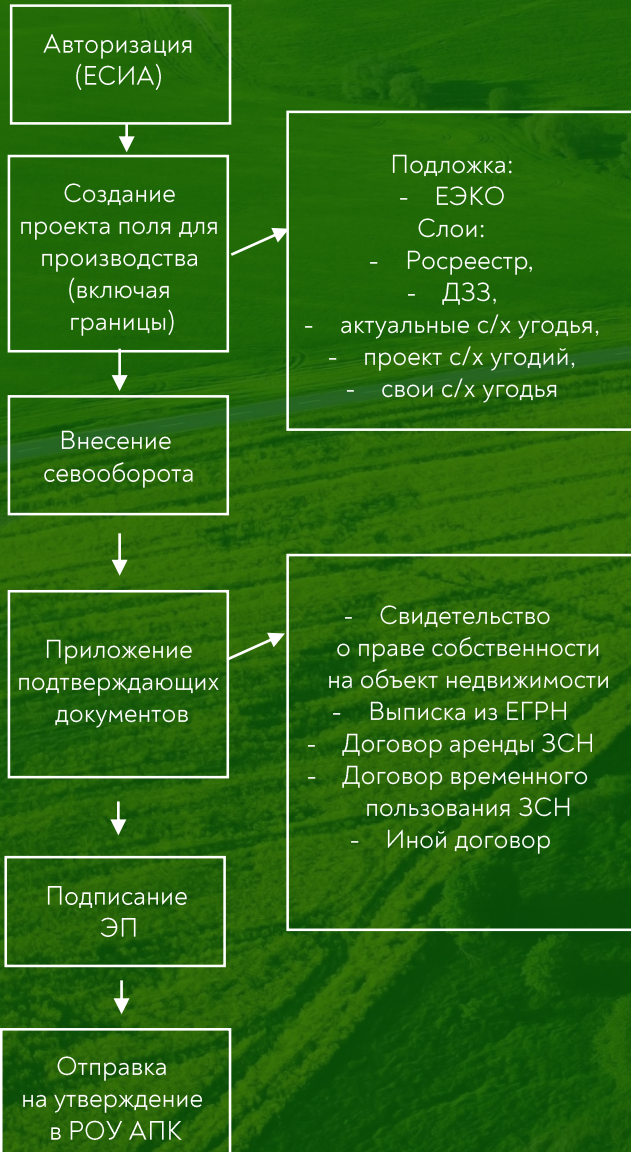 Авторизация
(ЕСИА)
Создание
проекта поля для
производства
(включая
границы)
Подложка:
- ЕЭКО
Слои:
- Росреестр,
- ДЗЗ,
- актуальные с/х угодья,
- проект с/х угодий,
- свои с/х угодья
Внесение
севооборота
Приложение
подтверждающих
документов
- Свидетельство
о праве собственности
на объект недвижимости
- Выписка из ЕГРН
- Договор аренды ЗСН
- Договор временного
пользования ЗСН
- Иной договор
Подписание
ЭП
Отправка
на утверждение
в РОУ АПК